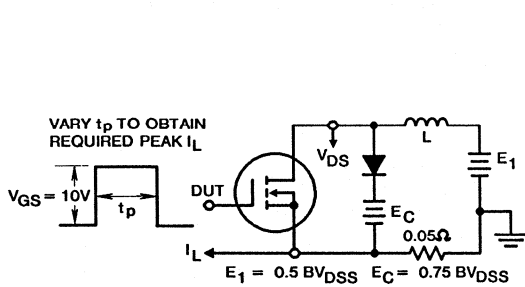 VARY tp TO OBTAIN
REQUIRED PEAK IL
VGS = 10V
tp
DUT
VDS
L
E1
EC
0.05Ω
IL
E1 = 0.5 BVDSS
EC = 0.75 BVDSS